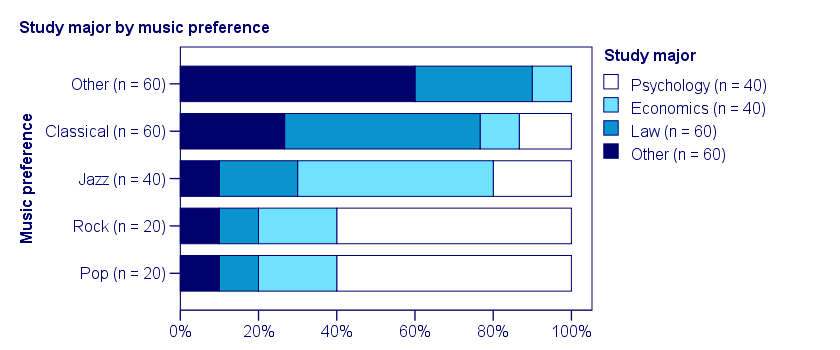 Study major by music preference
Study major
Psychology (n = 40)
Economics (n = 40)
Law (n = 60)
Other (n = 60)
Music preference
Other (n = 60)
Classical (n = 60)
Jazz (n = 40)
Rock (n = 20)
Pop (n = 20)
0% 20% 40% 60% 80% 100%